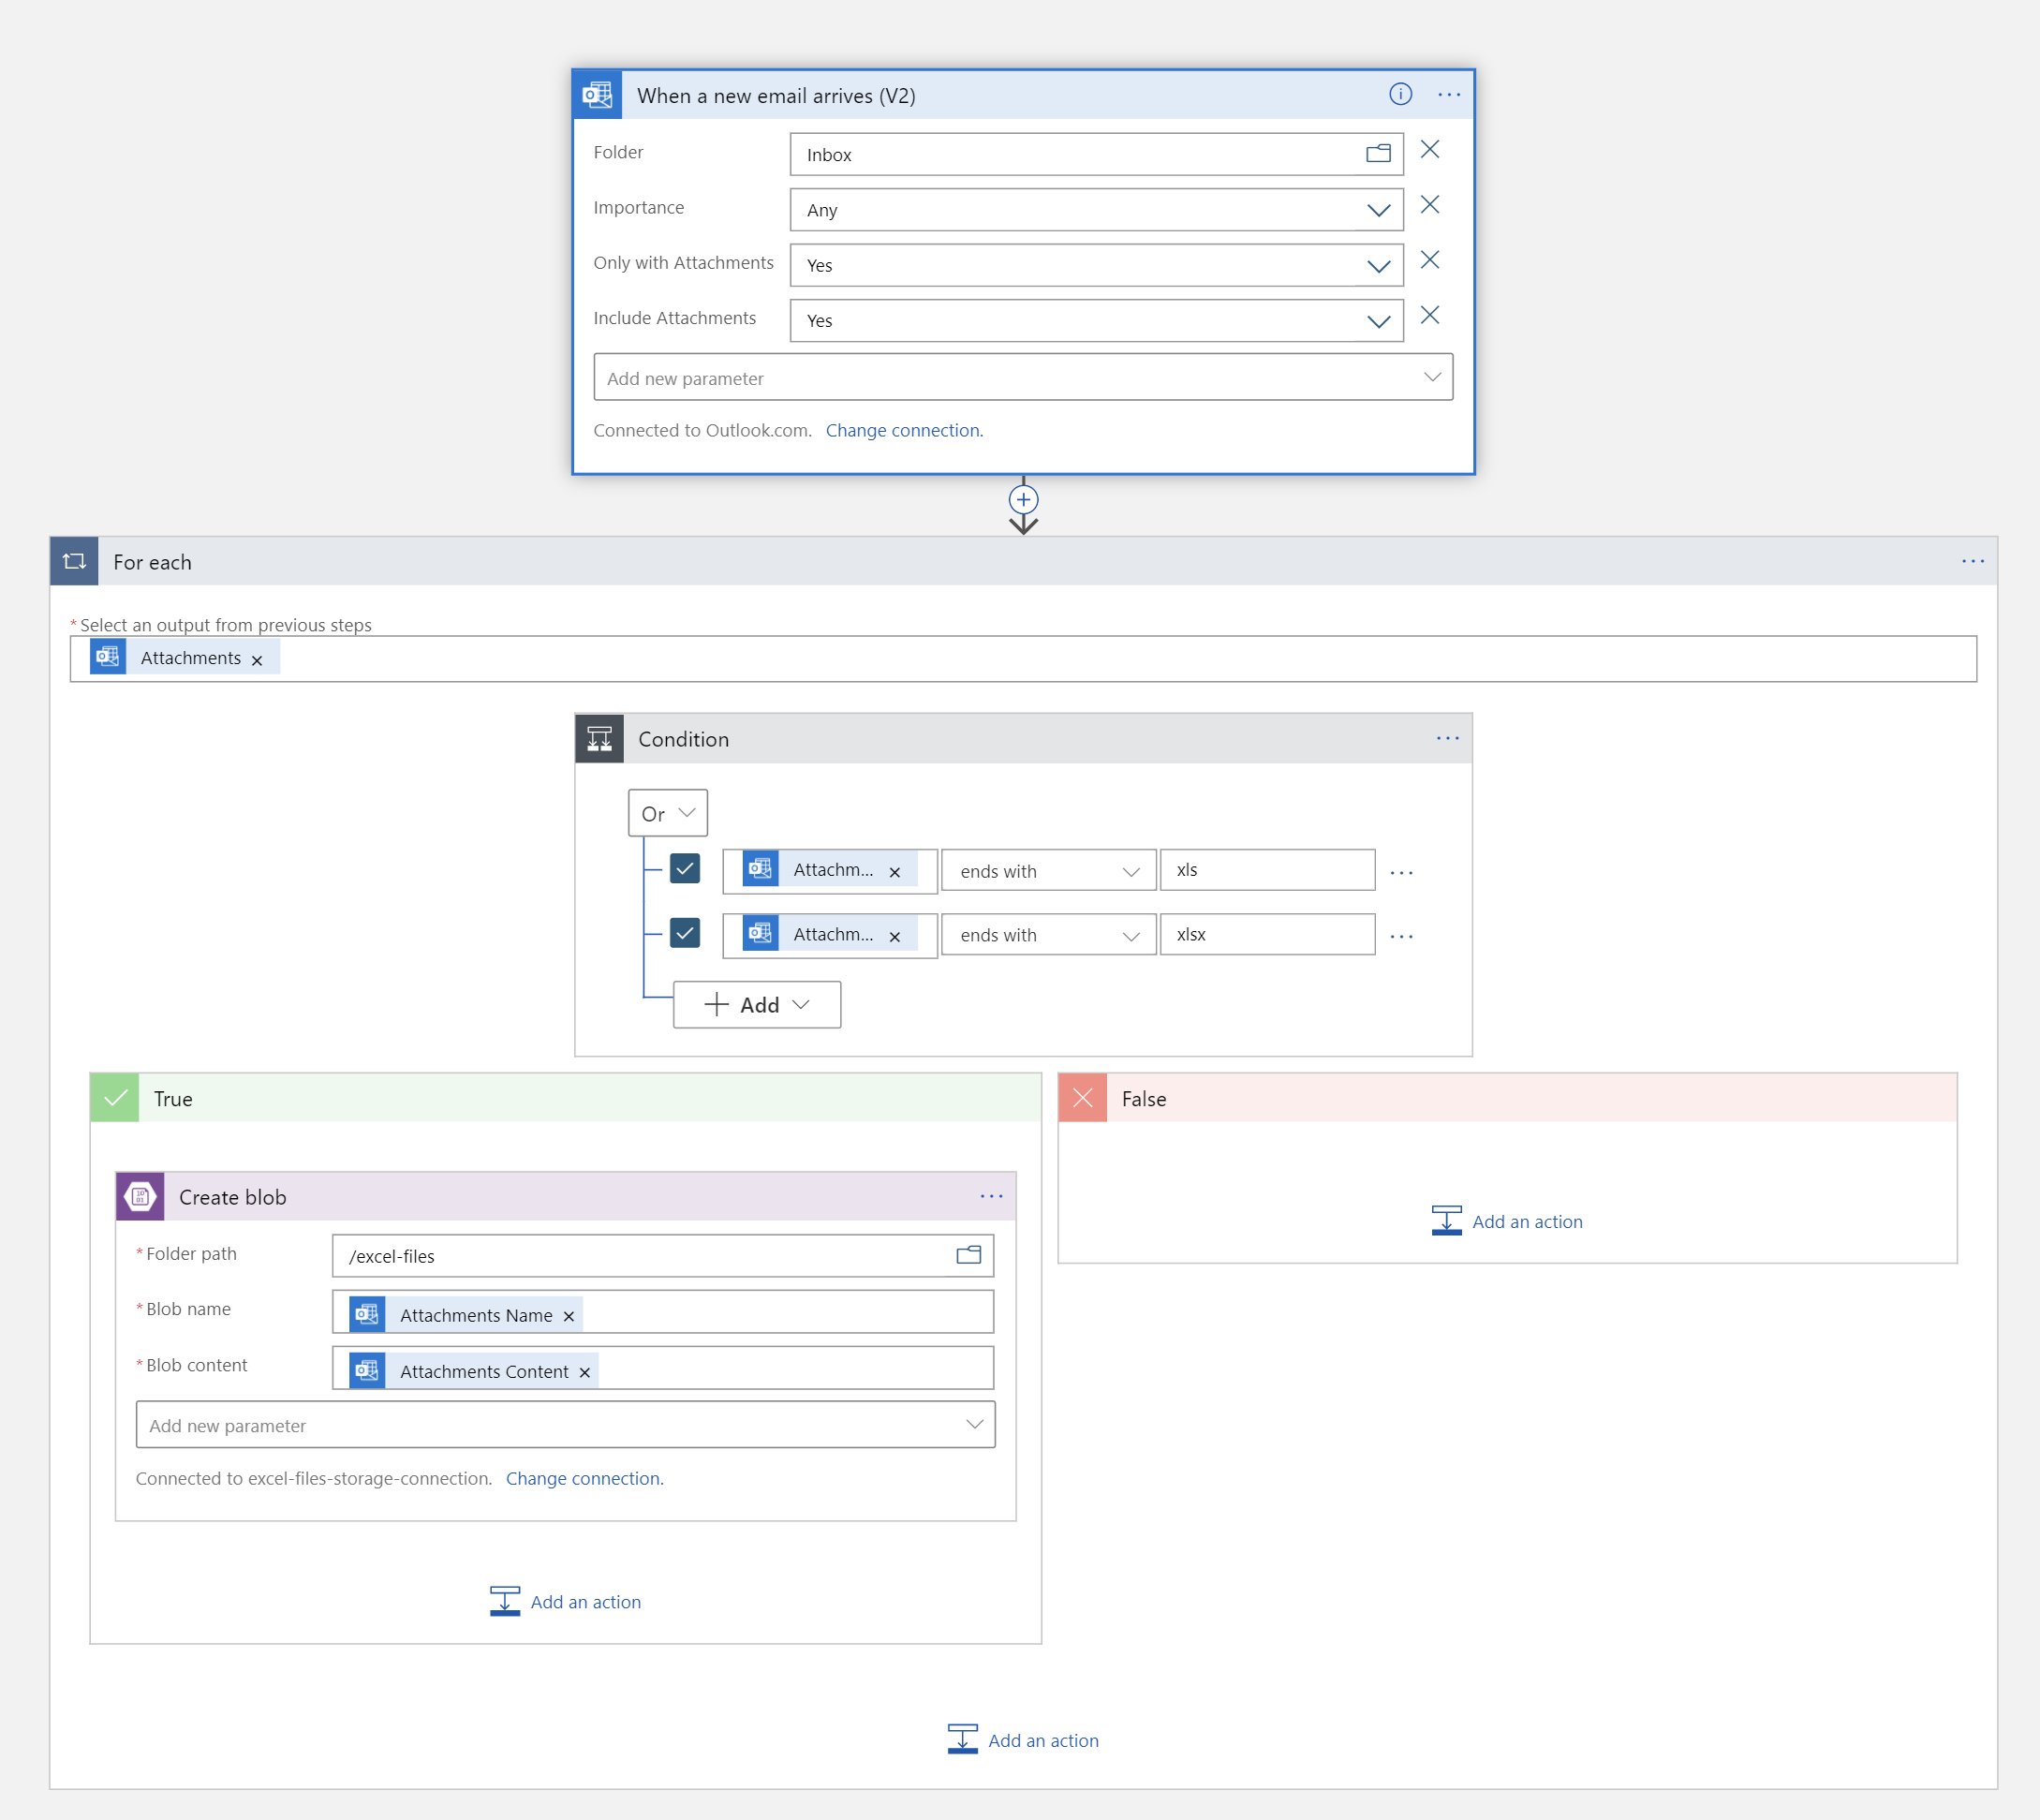 When a new email arrives (V2)
Folder
Inbox
Importance
Any
Only with Attachments
Yes
Include Attachments
Yes
Add new parameter
Connected to Outlook.com. Change connection.
For each
* Select an output from previous steps
Attachments
Condition
Or
Attachm... ends with xls
Attachm... ends with xlsx
Add
True
False
Create blob
Add an action
* Folder path
/excel-files
* Blob name
Attachments Name
* Blob content
Attachments Content
Add new parameter
Connected to excel-files-storage-connection. Change connection.
Add an action
Add an action